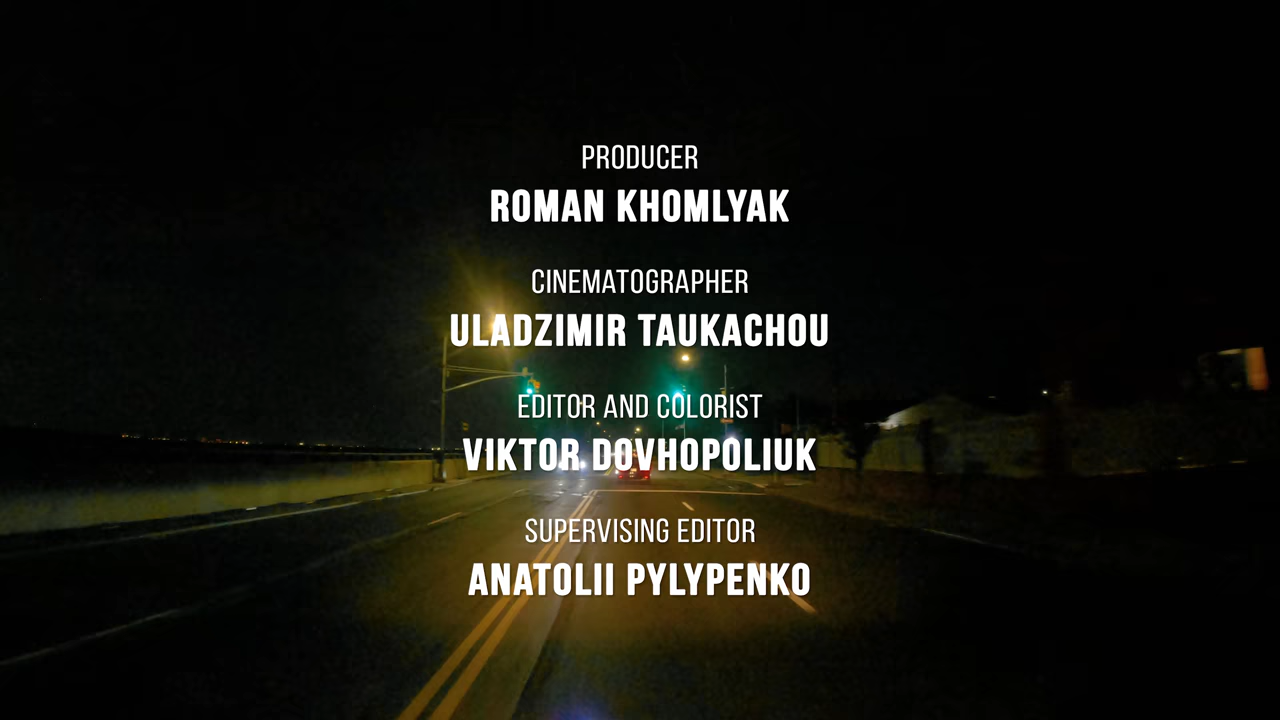 PRODUCER
ROMAN KHOMLYAK
CINEMATOGRAPHER
ULADZIMIR TAUKACHOU
EDITOR AND COLORIST
VIKTOR DOVHOPOLIUK
SUPERVISING EDITOR
ANATOLII PYLYPENKO